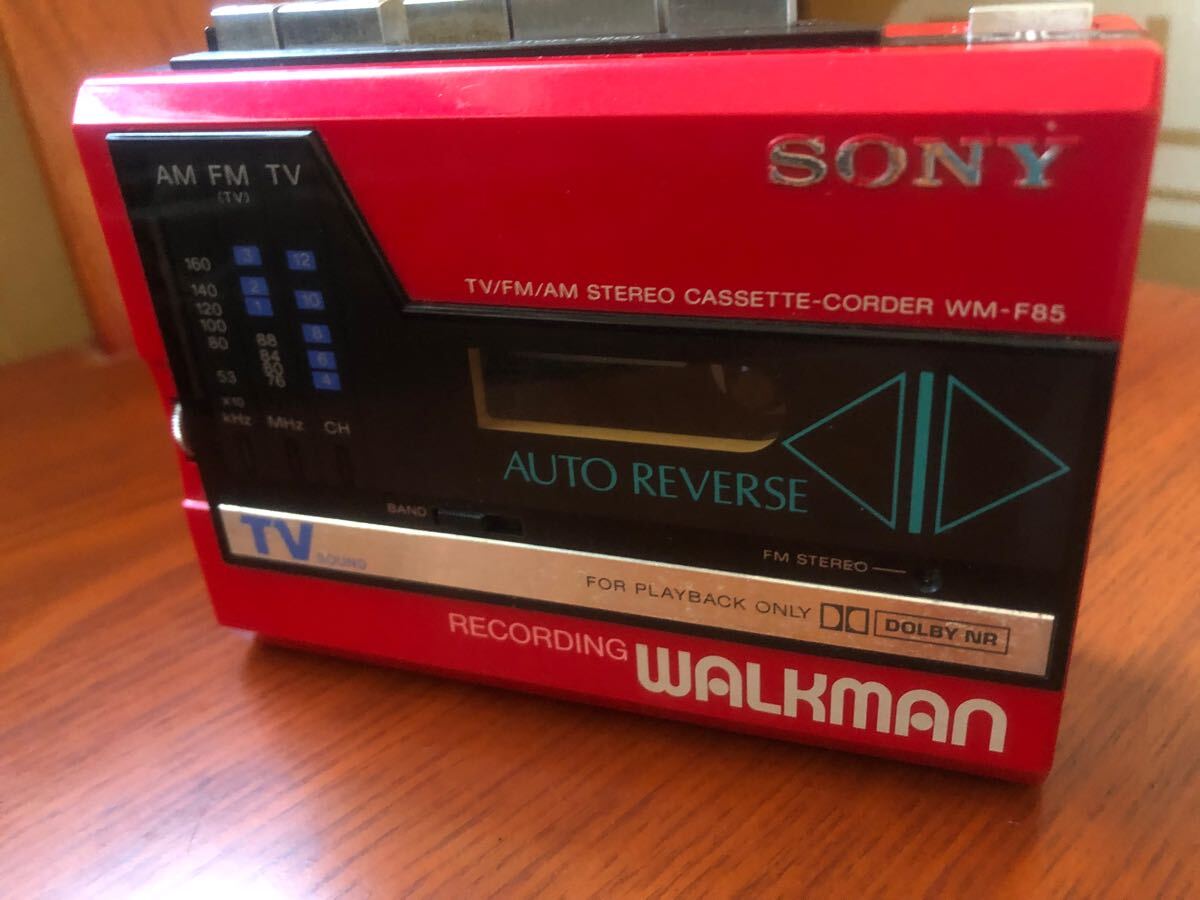 SONY
AM FM TV
(TV)
TV/FM/AM STEREO CASSETTE-CORDER WM-F85
160 3 12
140 2 10
120 1
100 8
80 88
84 6
80
53 76 4
x10
kHz MHz CH
AUTO REVERSE
BAND
FM STEREO
TV SOUND
FOR PLAYBACK ONLY DOLBY NR
RECORDING WALKMAN